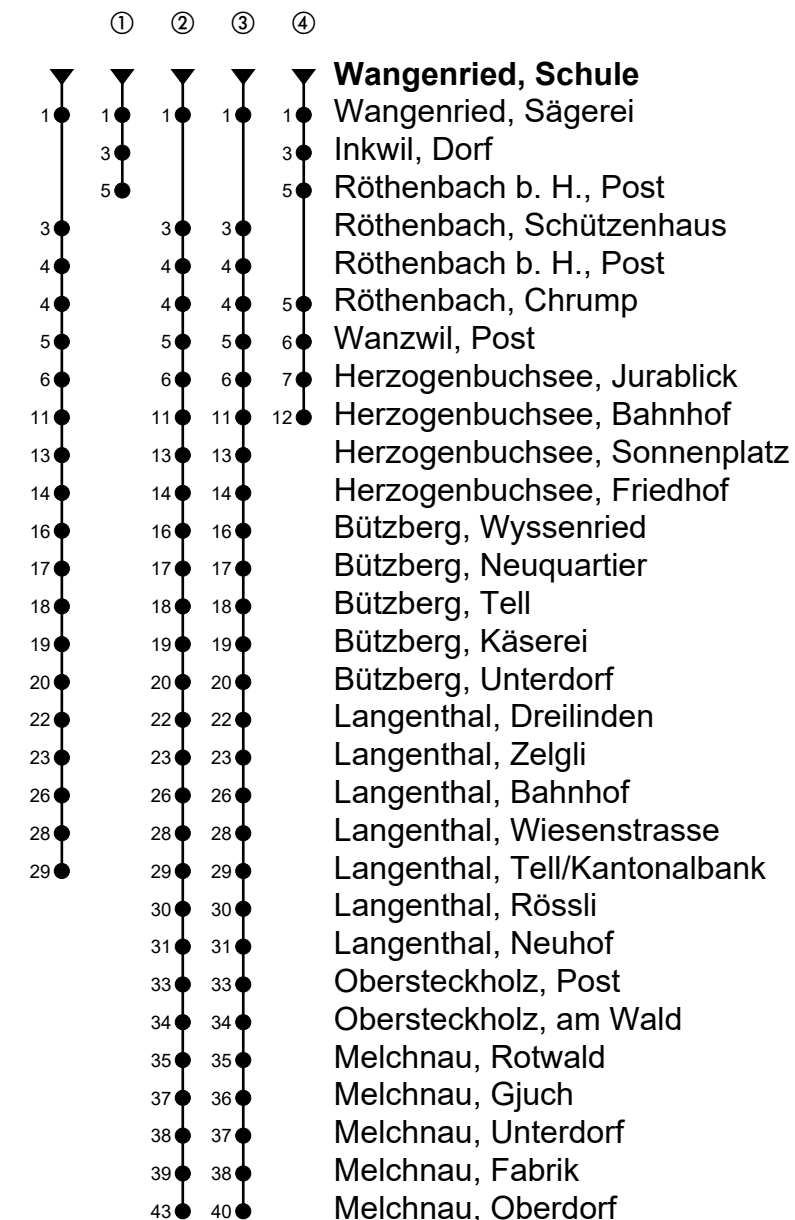 ① ② ③ ④
Wangenried, Schule
1 1 1 1 1 Wangenried, Sägerei
3 3 Inkwil, Dorf
5 5 Röthenbach b. H., Post
3 3 3 Röthenbach, Schützenhaus
4 4 4 Röthenbach b. H., Post
4 4 4 5 Röthenbach, Chrump
5 5 5 6 Wanzwil, Post
6 6 6 7 Herzogenbuchsee, Jurablick
11 11 11 12 Herzogenbuchsee, Bahnhof
13 13 13 Herzogenbuchsee, Sonnenplatz
14 14 14 Herzogenbuchsee, Friedhof
16 16 16 Bützberg, Wyssenried
17 17 17 Bützberg, Neuquartier
18 18 18 Bützberg, Tell
19 19 19 Bützberg, Käserei
20 20 20 Bützberg, Unterdorf
22 22 22 Langenthal, Dreilinden
23 23 23 Langenthal, Zelgli
26 26 26 Langenthal, Bahnhof
28 28 28 Langenthal, Wiesenstrasse
29 29 29 Langenthal, Tell/Kantonalbank
30 30 Langenthal, Rössli
31 31 Langenthal, Neuhof
33 33 Obersteckholz, Post
34 34 Obersteckholz, am Wald
35 35 Melchnau, Rotwald
37 36 Melchnau, Gjuch
38 37 Melchnau, Unterdorf
39 38 Melchnau, Fabrik
43 40 Melchnau, Oberdorf